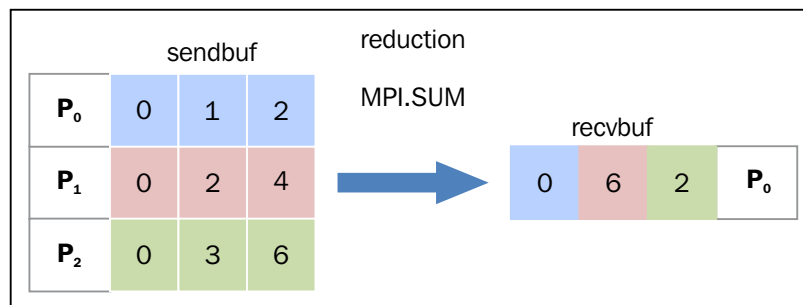 sendbuf
reduction
MPI.SUM
recvbuf
P₀ 0 1 2
P₁ 0 2 4
P₂ 0 3 6
0 6 2 P₀